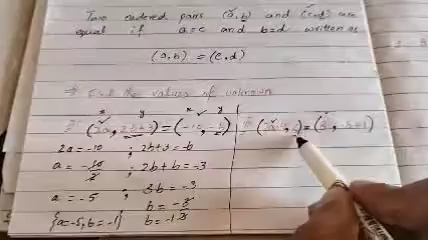 Two ordered pairs (a,b) and (c,d) are
equal if a=c and b=d written as
(a,b) = (c,d)
Find the values of unknown
x y x y
(2a, 2b+3) = (-10, -b)
2a = -10 ; 2b+3 = -b
a = -10/2 ; 2b+b = -3
a = -5 ; 3b = -3
b = -3/3
{a=-5, b=-1} b = -1